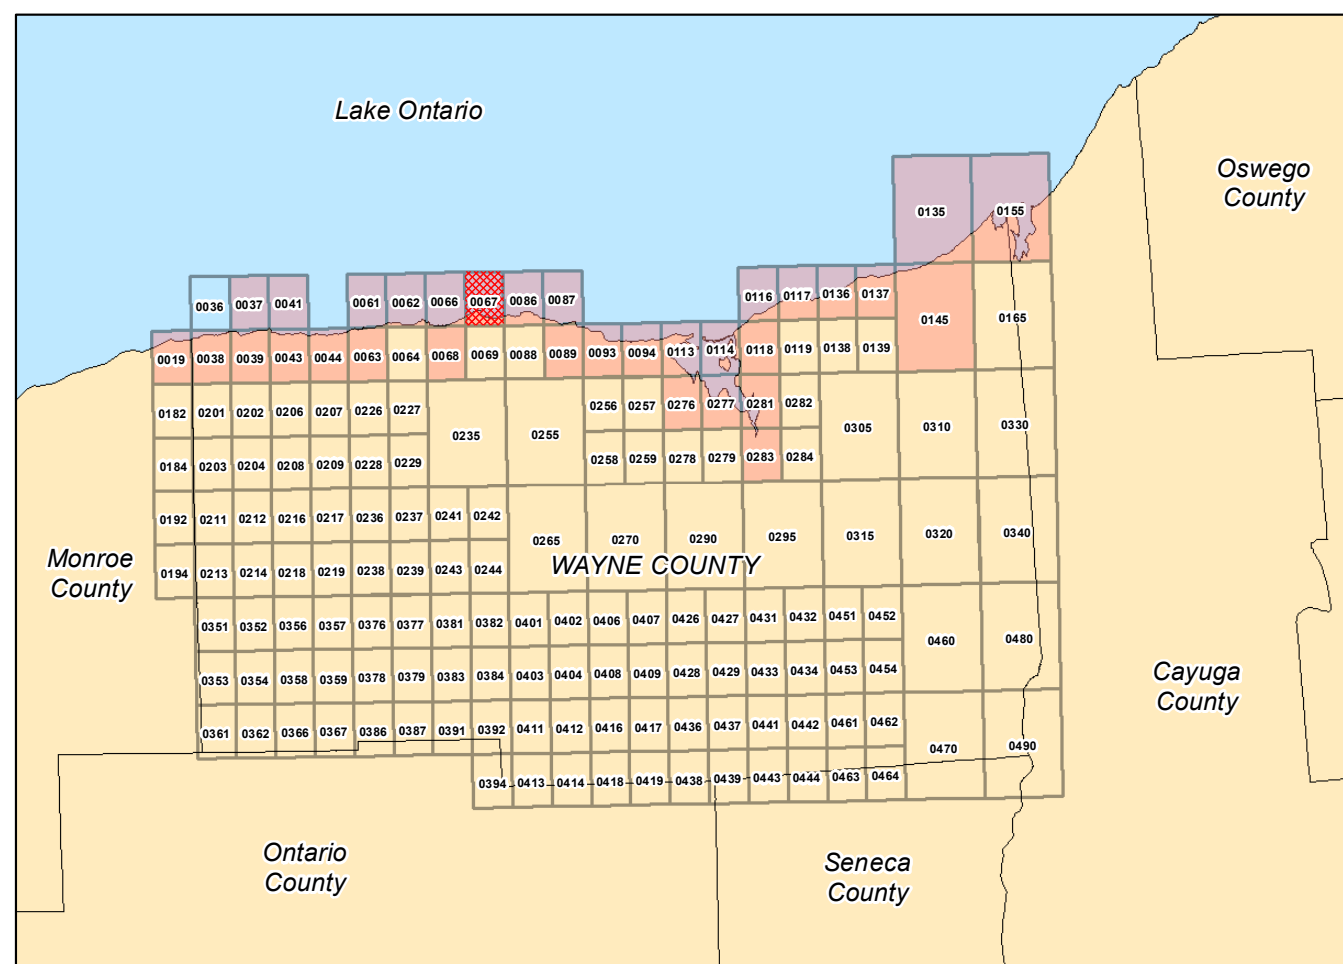 Lake Ontario
Oswego
County
0135 0155
0036 0037 0041 0061 0062 0066 0067 0086 0087 0116 0117 0136 0137
0145 0165
0019 0038 0039 0043 0044 0063 0064 0068 0069 0088 0089 0093 0094 0113 0114 0118 0119 0138 0139
0182 0201 0202 0206 0207 0226 0227 0256 0257 0276 0277 0281 0282
0235 0255 0305 0310 0330
0184 0203 0204 0208 0209 0228 0229 0258 0259 0278 0279 0283 0284
0192 0211 0212 0216 0217 0236 0237 0241 0242
0265 0270 0290 0295 0315 0320 0340
WAYNE COUNTY
Monroe
County
0194 0213 0214 0218 0219 0238 0239 0243 0244
0351 0352 0356 0357 0376 0377 0381 0382 0401 0402 0406 0407 0426 0427 0431 0432 0451 0452
0460 0480
0353 0354 0358 0359 0378 0379 0383 0384 0403 0404 0408 0409 0428 0429 0433 0434 0453 0454
Cayuga
County
0361 0362 0366 0367 0386 0387 0391 0392 0411 0412 0416 0417 0436 0437 0441 0442 0461 0462
0470 0490
0394 0413 0414 0418 0419 0438 0439 0443 0444 0463 0464
Ontario
County
Seneca
County